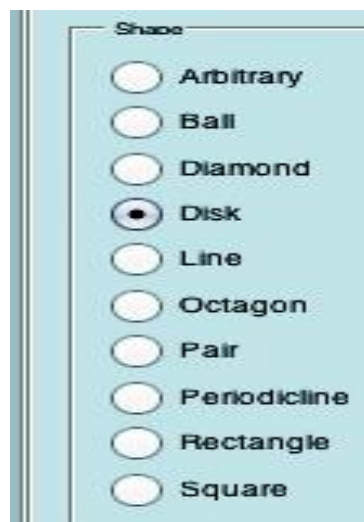 Shape
Arbitrary
Ball
Diamond
Disk
Line
Octagon
Pair
Periodicline
Rectangle
Square